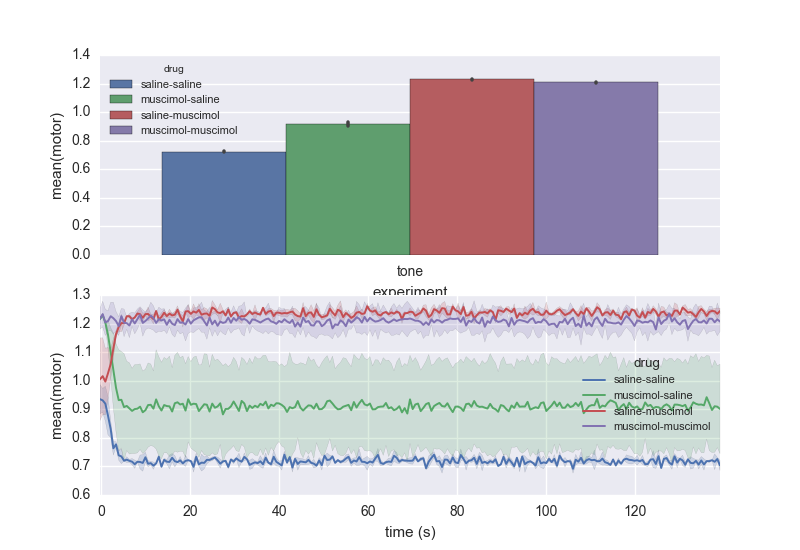 1.4
1.2
1.0
0.8
0.6
0.4
0.2
0.0
mean(motor)
drug
saline-saline
muscimol-saline
saline-muscimol
muscimol-muscimol
tone
experiment
1.3
1.2
1.1
1.0
0.9
0.8
0.7
0.6
mean(motor)
drug
saline-saline
muscimol-saline
saline-muscimol
muscimol-muscimol
0 20 40 60 80 100 120
time (s)